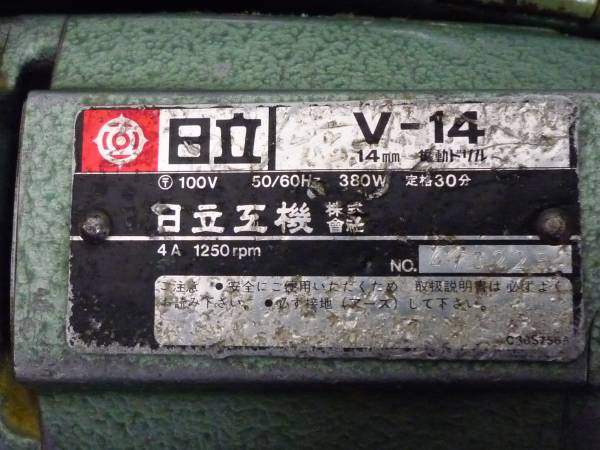 日立 V-14
14mm 振動ドリル
〒 100V 50/60Hz 380W 定格30分
日立工機 株式會社
4A 1250rpm
NO.
ご注意 ●安全にご使用いただくため 取扱説明書は必ずよく
お読み下さい。 ●必ず接地(アース)して下さい。